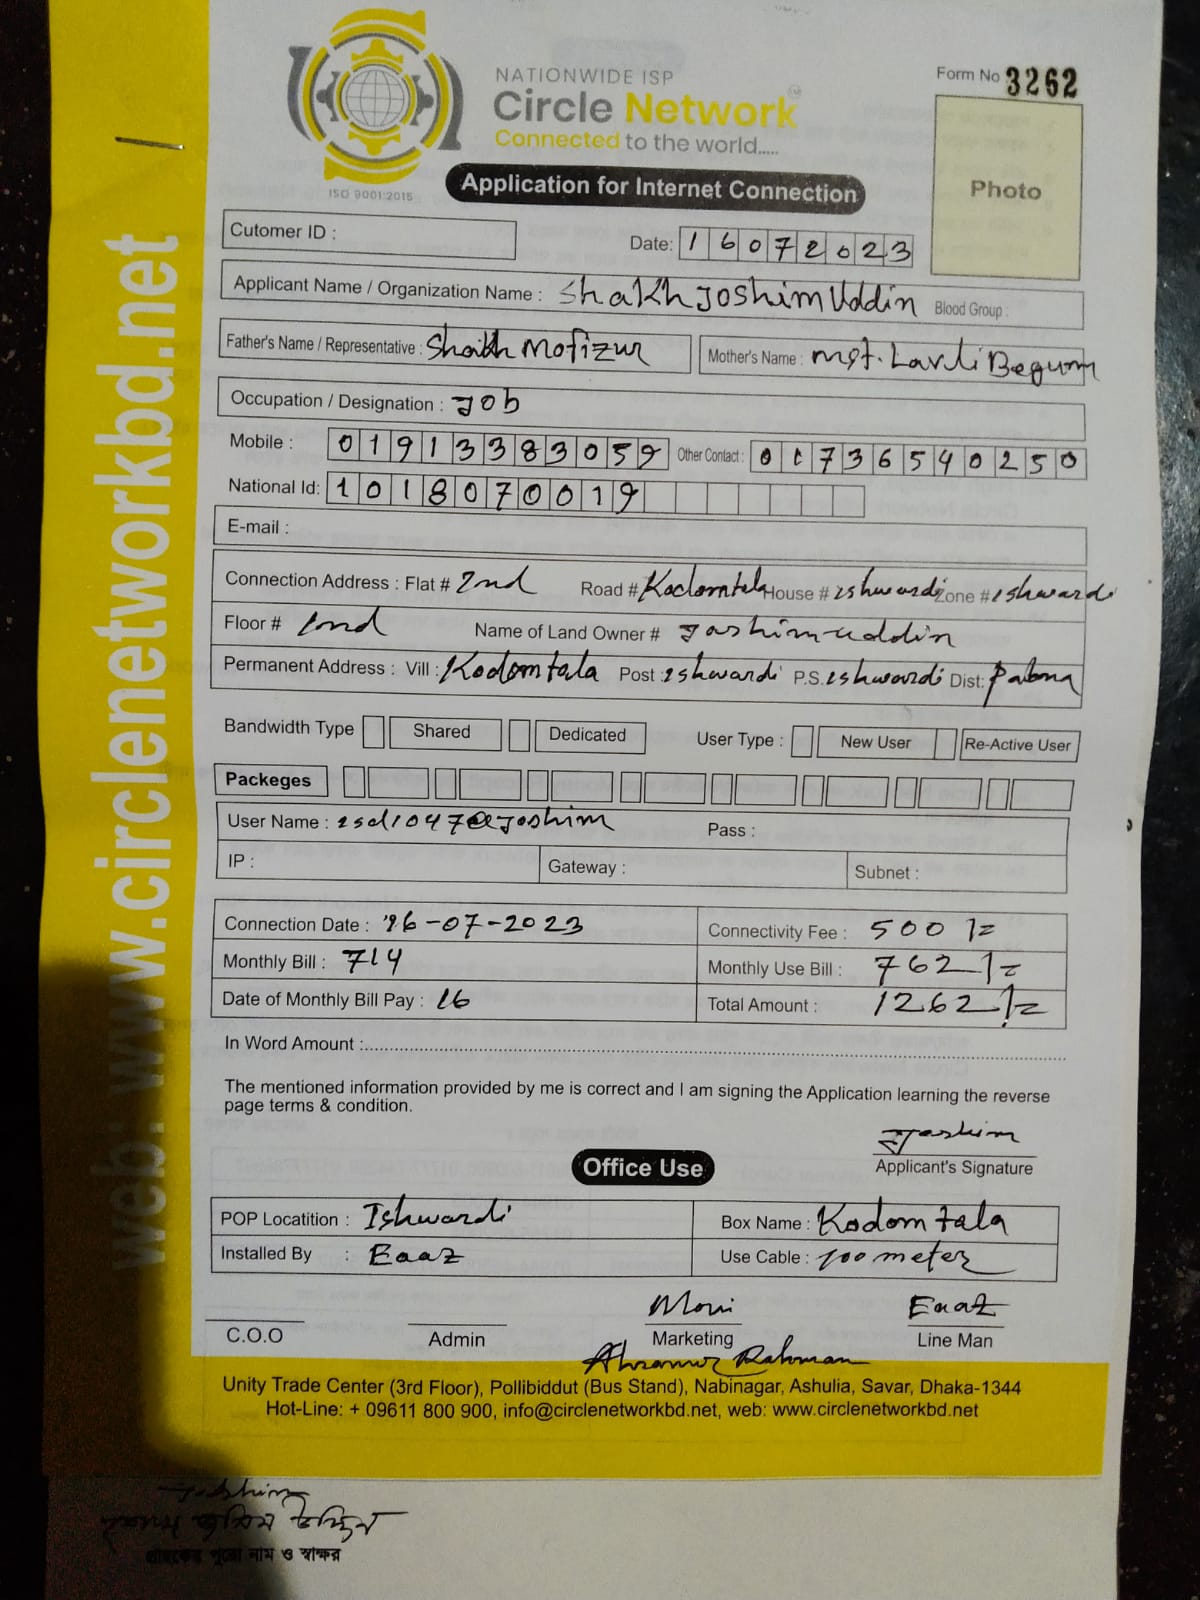 NATIONWIDE ISP
Circle Network
Connected to the world.....
ISO 9001:2015
Form No 3262
Photo
Application for Internet Connection
Cutomer ID :
Date: 16072023
Applicant Name / Organization Name : Shakh Joshim Uddin Blood Group :
Father's Name / Representative : Shaikh Mofizur Mother's Name : Mst. Lavli Begum
Occupation / Designation : Job
Mobile : 01913383059 Other Contact : 01736540250
National Id: 1018070019
E-mail :
Connection Address : Flat # 2nd Road # Kodomtala House # ishwardi Zone # ishwardi
Floor # 2nd Name of Land Owner # Jashim uddin
Permanent Address : Vill : Kodomtala Post : ishwardi P.S. ishwardi Dist: Pabna
Bandwidth Type Shared Dedicated User Type : New User Re-Active User
Packeges
User Name : isd1047@Joshim Pass :
IP : Gateway : Subnet :
Connection Date : 16-07-2023 Connectivity Fee : 500/=
Monthly Bill : 714 Monthly Use Bill : 762/=
Date of Monthly Bill Pay : 16 Total Amount : 1262/=
In Word Amount :
The mentioned information provided by me is correct and I am signing the Application learning the reverse
page terms & condition.
Jashim
Applicant's Signature
Office Use
POP Locatition : Ishwardi Box Name : Kodomtala
Installed By : Eaaz Use Cable : 100 meter
Moni Eaaz
C.O.O Admin Marketing Line Man
Rahman
Unity Trade Center (3rd Floor), Pollibiddut (Bus Stand), Nabinagar, Ashulia, Savar, Dhaka-1344
Hot-Line: + 09611 800 900, info@circlenetworkbd.net, web: www.circlenetworkbd.net
web: www.circlenetworkbd.net
Joshim
জসিম উদ্দিন
গ্রাহকের পুরো নাম ও স্বাক্ষর